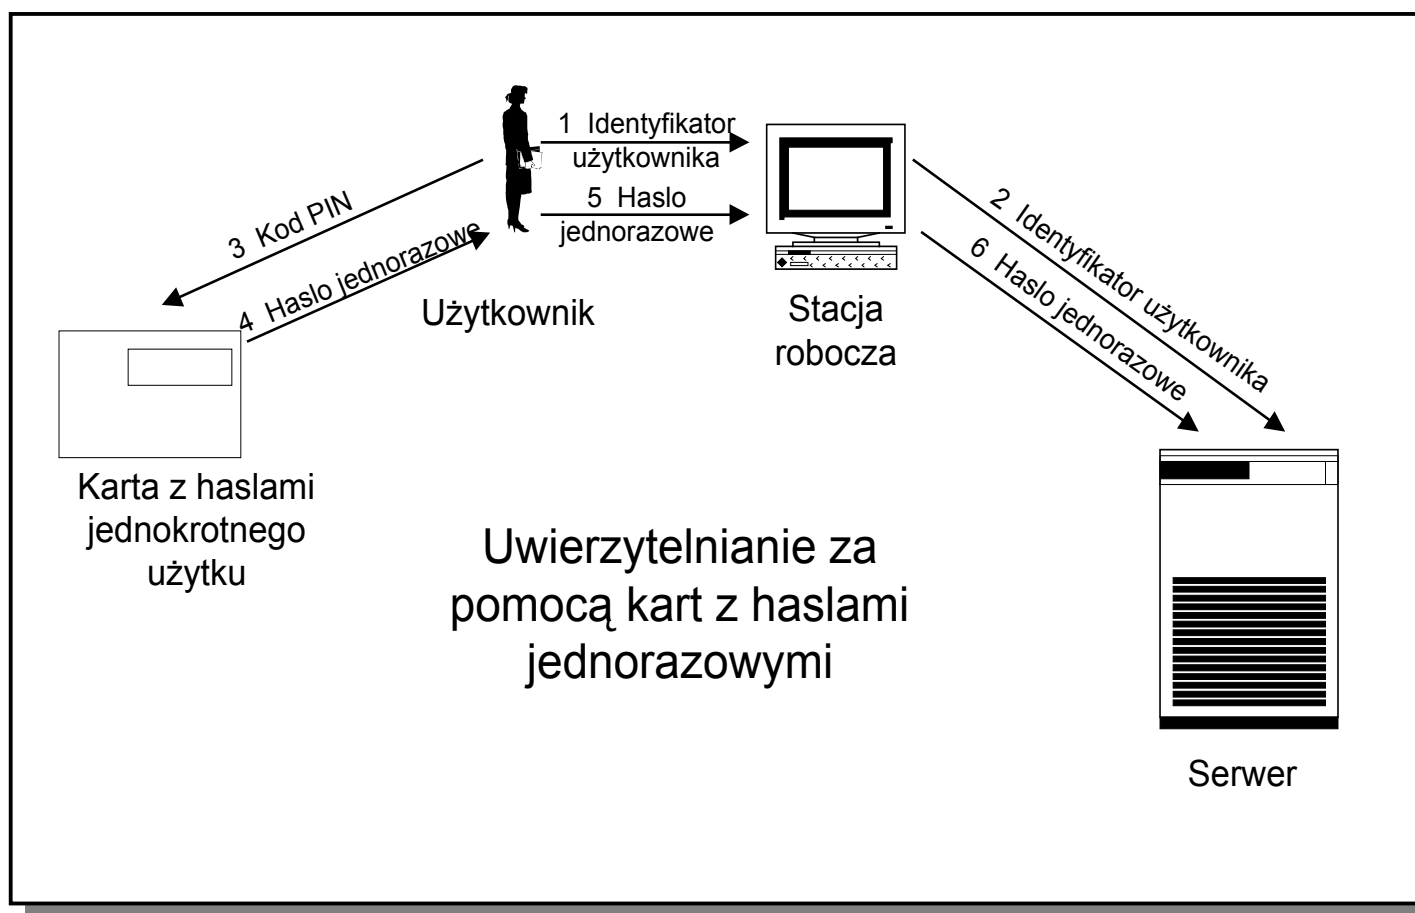 1 Identyfikator
użytkownika
5 Haslo
jednorazowe
3 Kod PIN
4 Haslo jednorazowe
2 Identyfikator użytkownika
6 Haslo jednorazowe
Użytkownik
Stacja
robocza
Karta z haslami
jednokrotnego
użytku
Uwierzytelnianie za
pomocą kart z haslami
jednorazowymi
Serwer